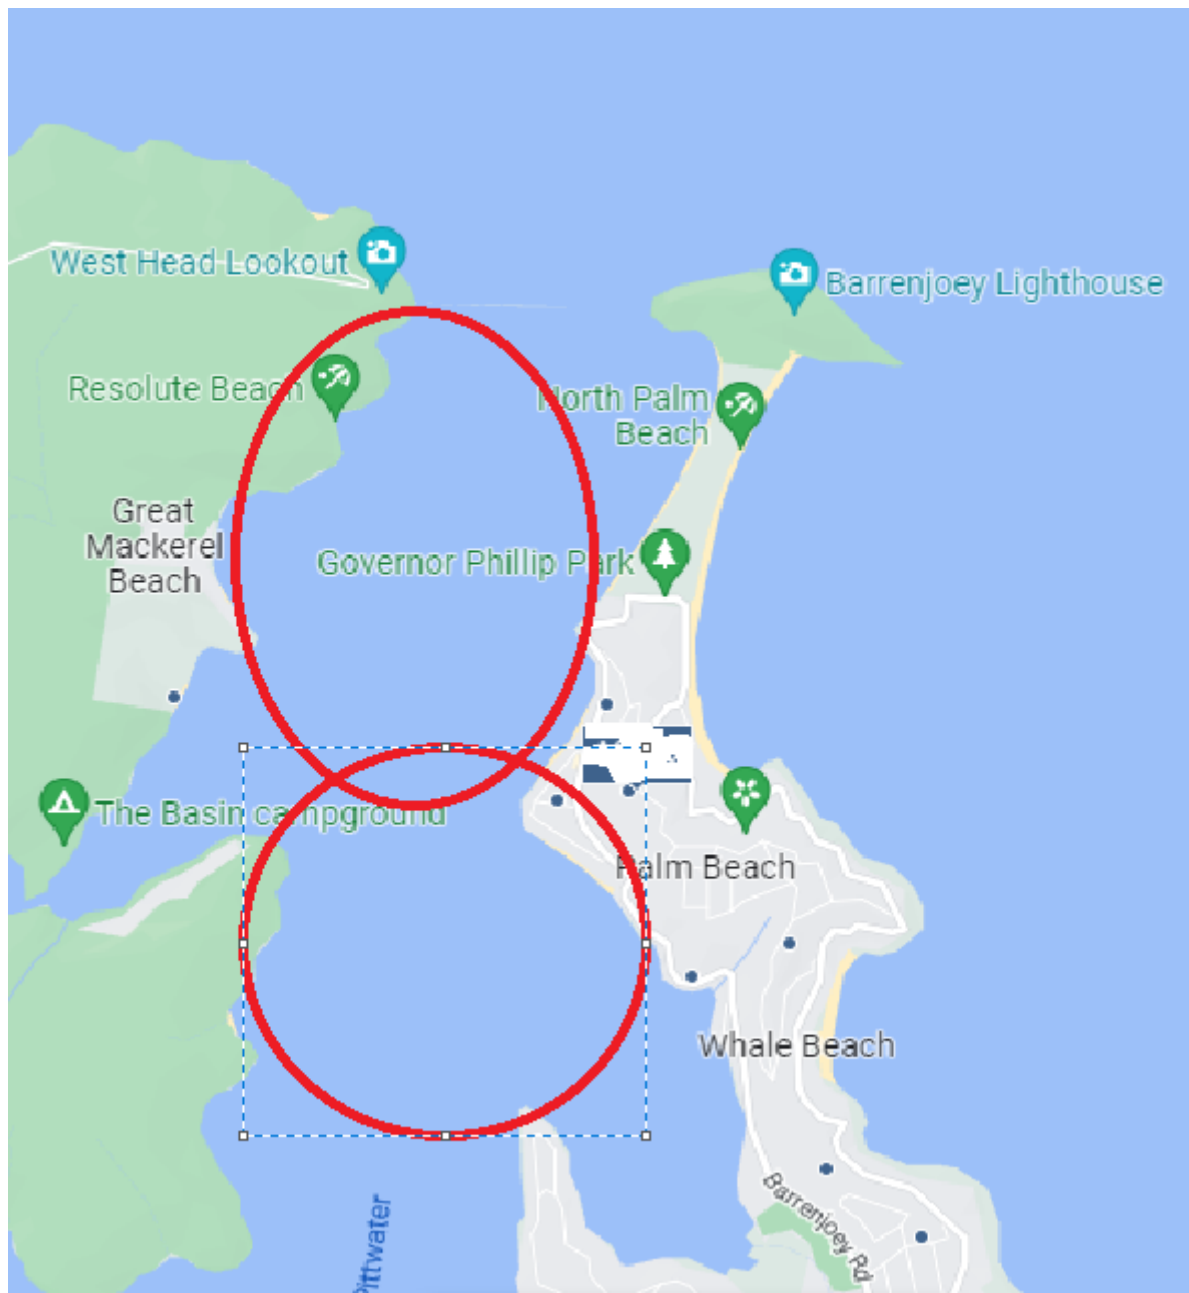 West Head Lookout
Barrenjoey Lighthouse
Resolute Beach
North Palm
Beach
Great
Mackerel
Beach
Governor Phillip Park
The Basin campground
Palm Beach
Whale Beach
Barrenjoey Rd
Pittwater